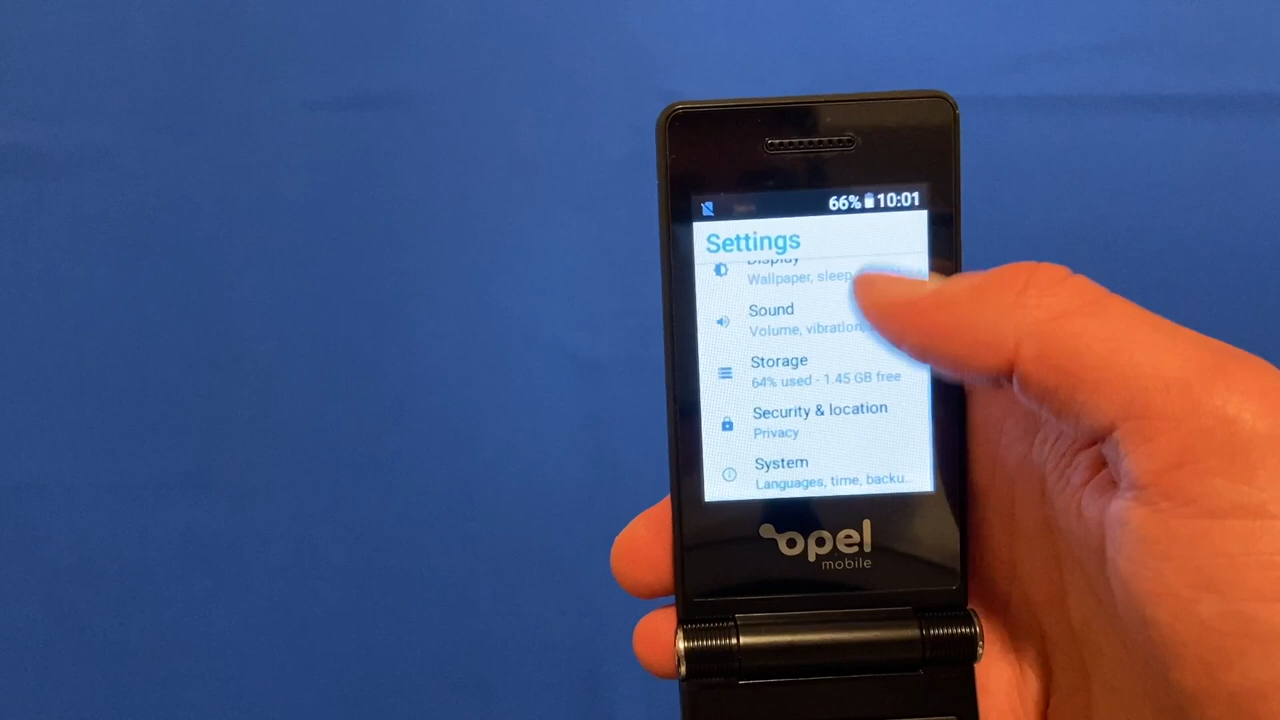 66% 10:01
Settings
Display
Wallpaper, sleep
Sound
Volume, vibration,
Storage
64% used - 1.45 GB free
Security & location
Privacy
System
Languages, time, backu...
opel
mobile